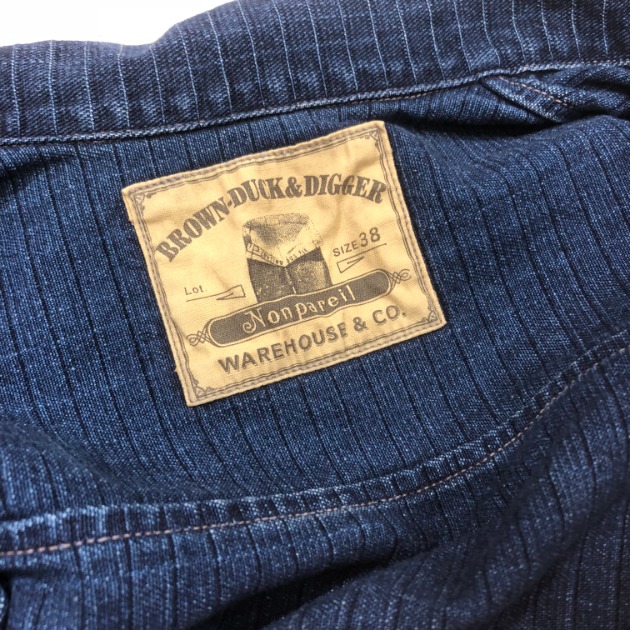 BROWN-DUCK & DIGGER
Lot.
SIZE 38
Nonpareil
WAREHOUSE & CO.